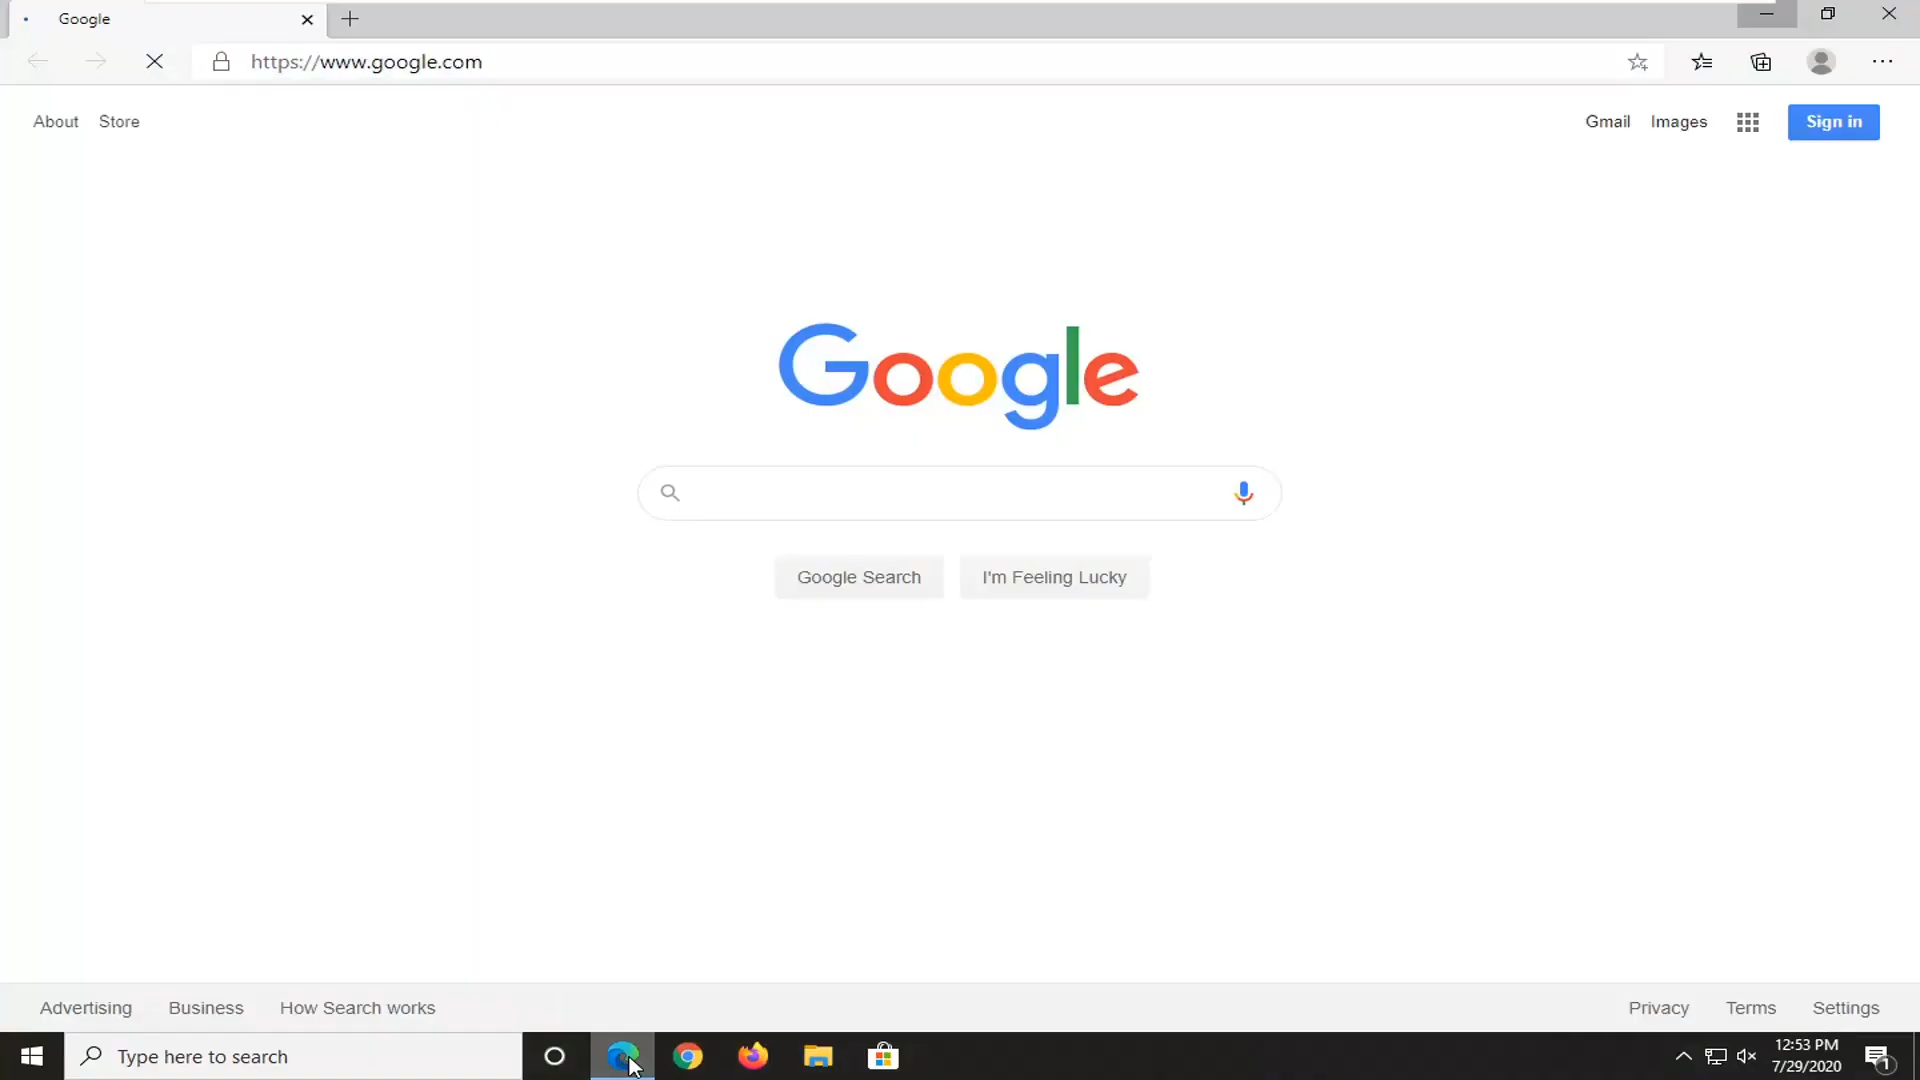 Google
https://www.google.com
About Store
Gmail Images Sign in
Google
Google Search I'm Feeling Lucky
Advertising Business How Search works
Privacy Terms Settings
Type here to search
12:53 PM
7/29/2020
1